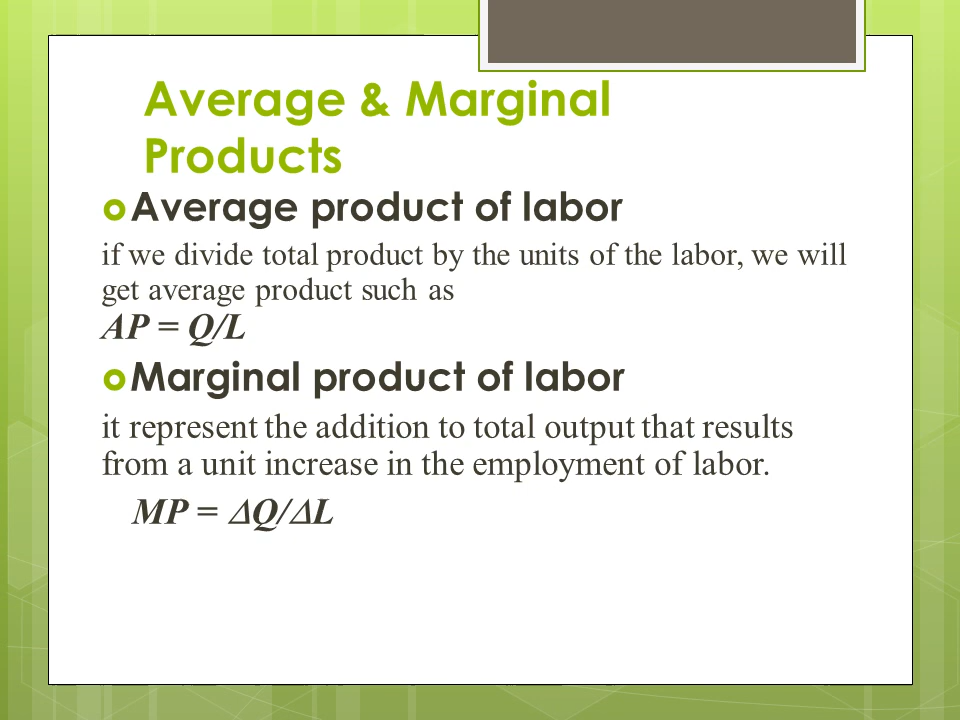 Average & Marginal
Products
Average product of labor
if we divide total product by the units of the labor, we will
get average product such as
AP = Q/L
Marginal product of labor
it represent the addition to total output that results
from a unit increase in the employment of labor.
MP = ΔQ/ΔL